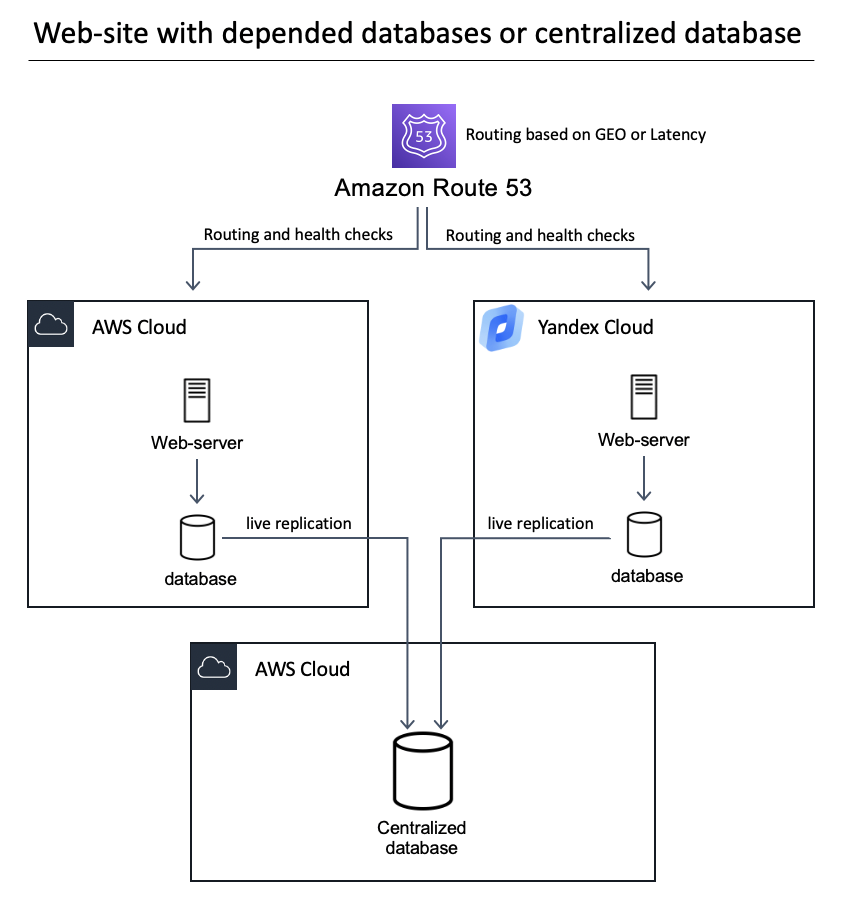 Web-site with depended databases or centralized database
53
Routing based on GEO or Latency
Amazon Route 53
Routing and health checks
Routing and health checks
AWS Cloud
Yandex Cloud
Web-server
Web-server
live replication
live replication
database
database
AWS Cloud
Centralized
database